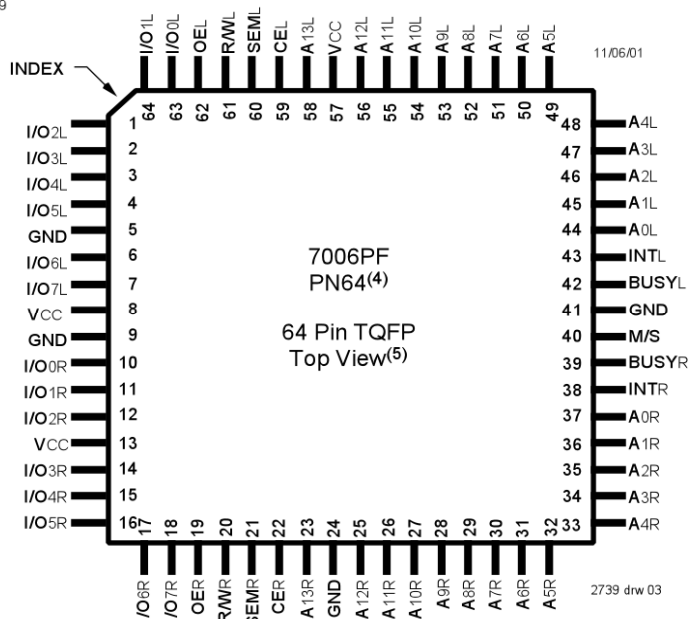 9
I/O1L
I/O0L
OEL
R/WL
SEML
CEL
A13L
VCC
A12L
A11L
A10L
A9L
A8L
A7L
A6L
A5L
11/06/01
INDEX
64 63 62 61 60 59 58 57 56 55 54 53 52 51 50 49
I/O2L 1
I/O3L 2
I/O4L 3
I/O5L 4
GND 5
I/O6L 6
I/O7L 7
VCC 8
GND 9
I/O0R 10
I/O1R 11
I/O2R 12
VCC 13
I/O3R 14
I/O4R 15
I/O5R 16
7006PF
PN64(4)
64 Pin TQFP
Top View(5)
48 A4L
47 A3L
46 A2L
45 A1L
44 A0L
43 INTL
42 BUSYL
41 GND
40 M/S
39 BUSYR
38 INTR
37 A0R
36 A1R
35 A2R
34 A3R
33 A4R
17 18 19 20 21 22 23 24 25 26 27 28 29 30 31 32
/O6R
/O7R
OER
R/WR
SEMR
CER
A13R
GND
A12R
A11R
A10R
A9R
A8R
A7R
A6R
A5R
2739 drw 03